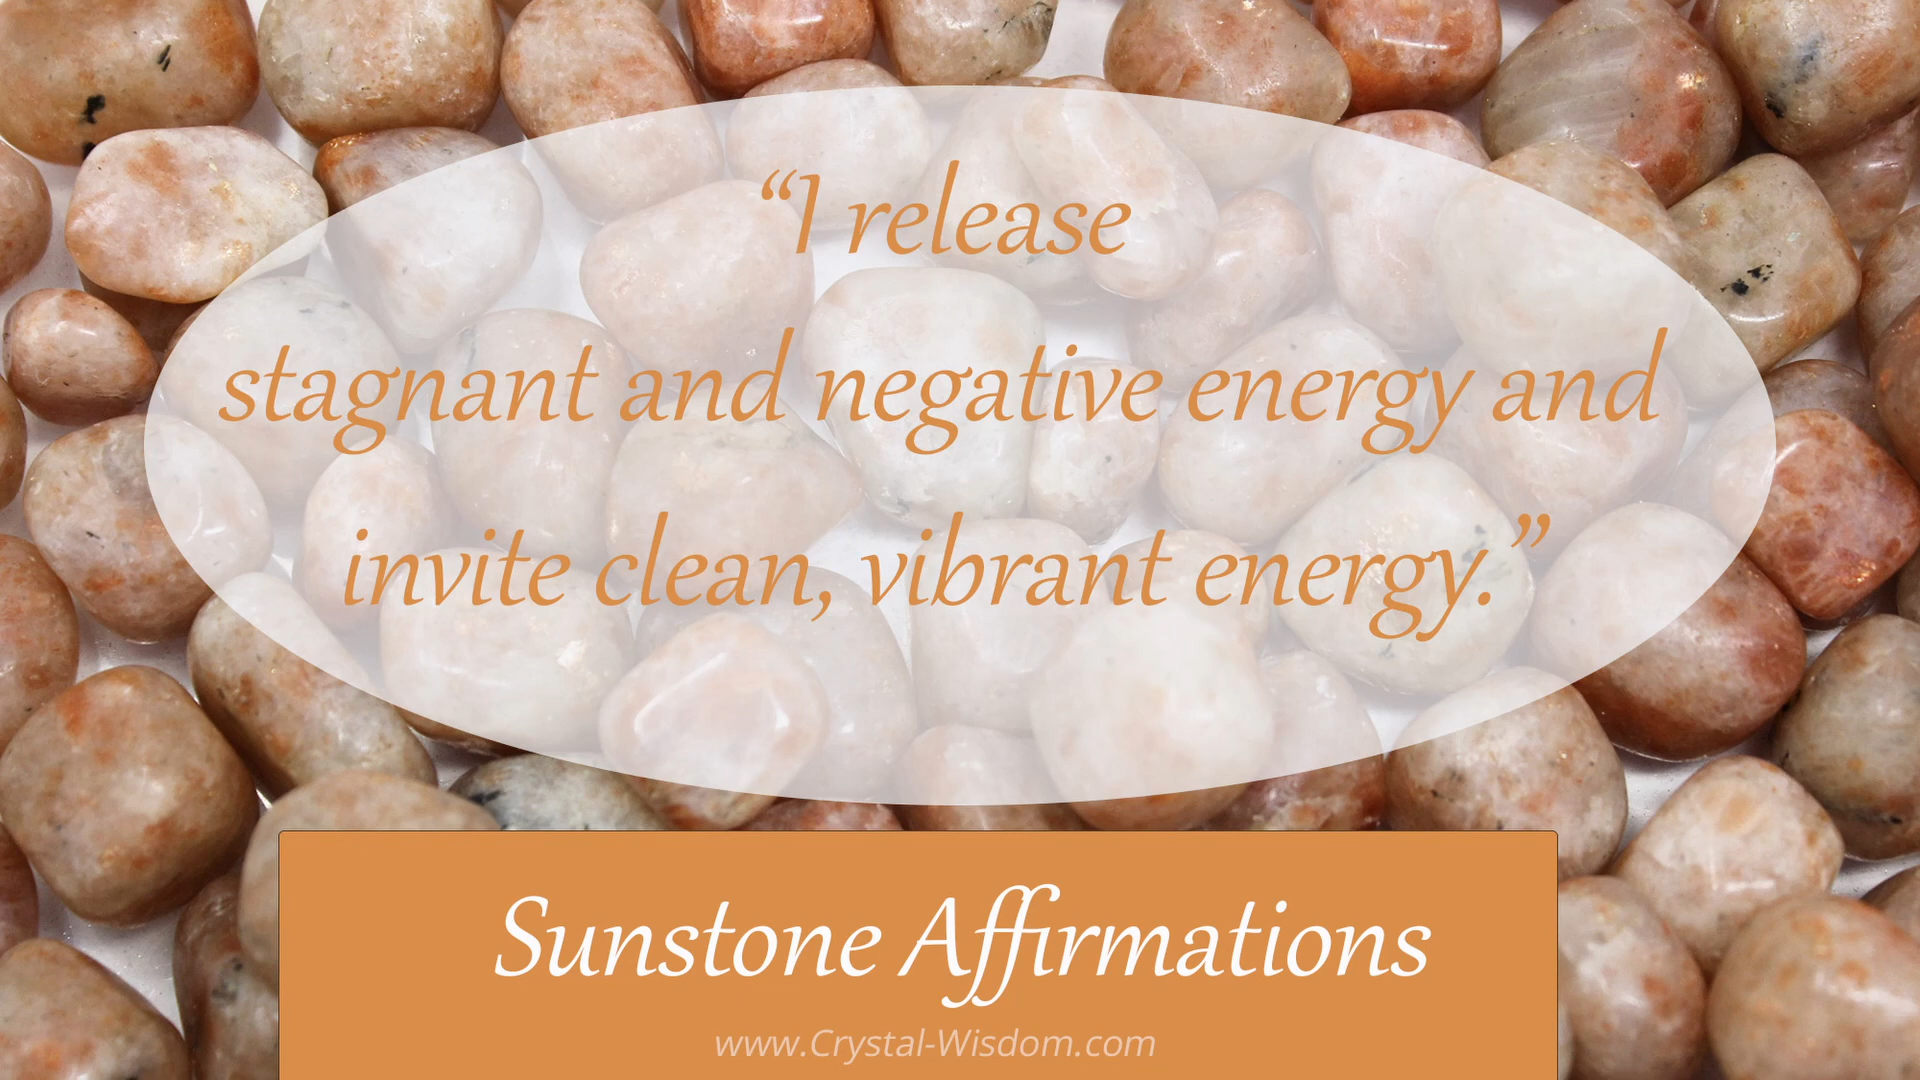 “I release
stagnant and negative energy and
invite clean, vibrant energy.”
Sunstone Affirmations
www.Crystal-Wisdom.com